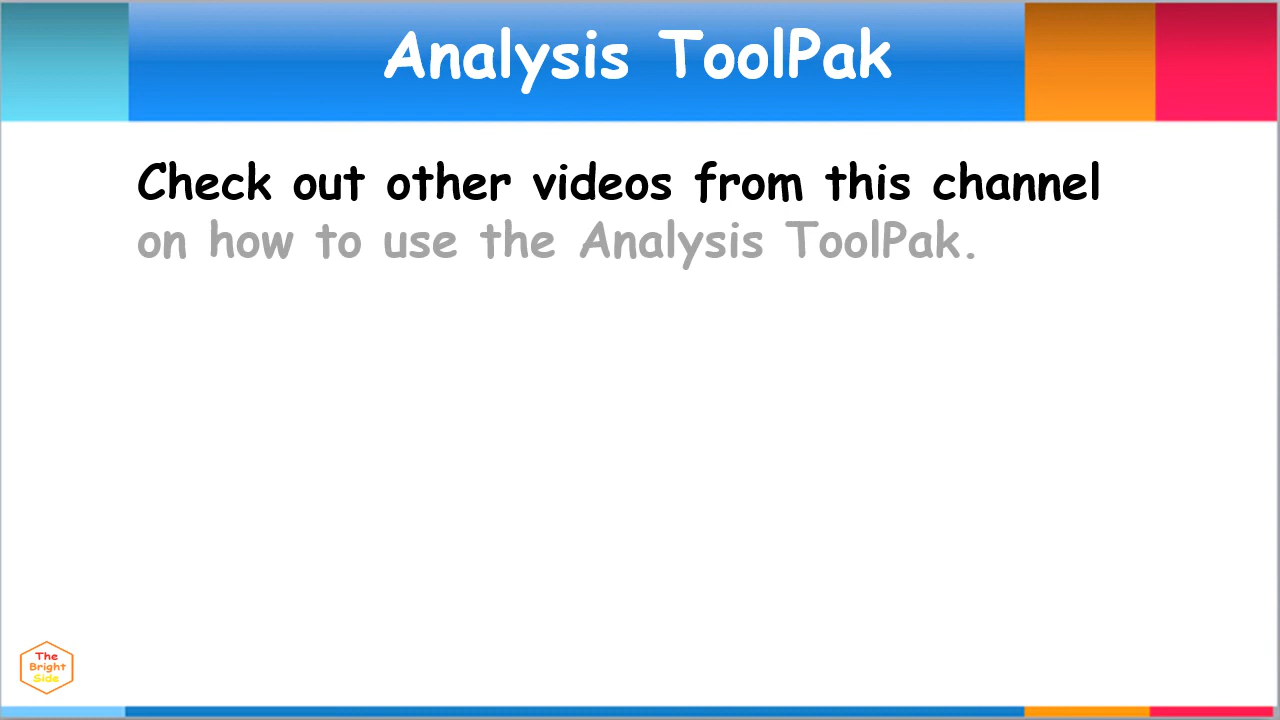 Analysis ToolPak
Check out other videos from this channel
on how to use the Analysis ToolPak.
The
Bright
Side